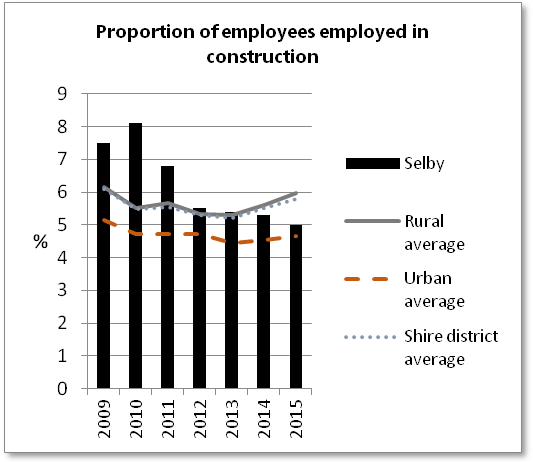 Proportion of employees employed in
construction
9
8
7
6
5
4
3
2
1
0
%
2009
2010
2011
2012
2013
2014
2015
Selby
Rural
average
Urban
average
Shire district
average